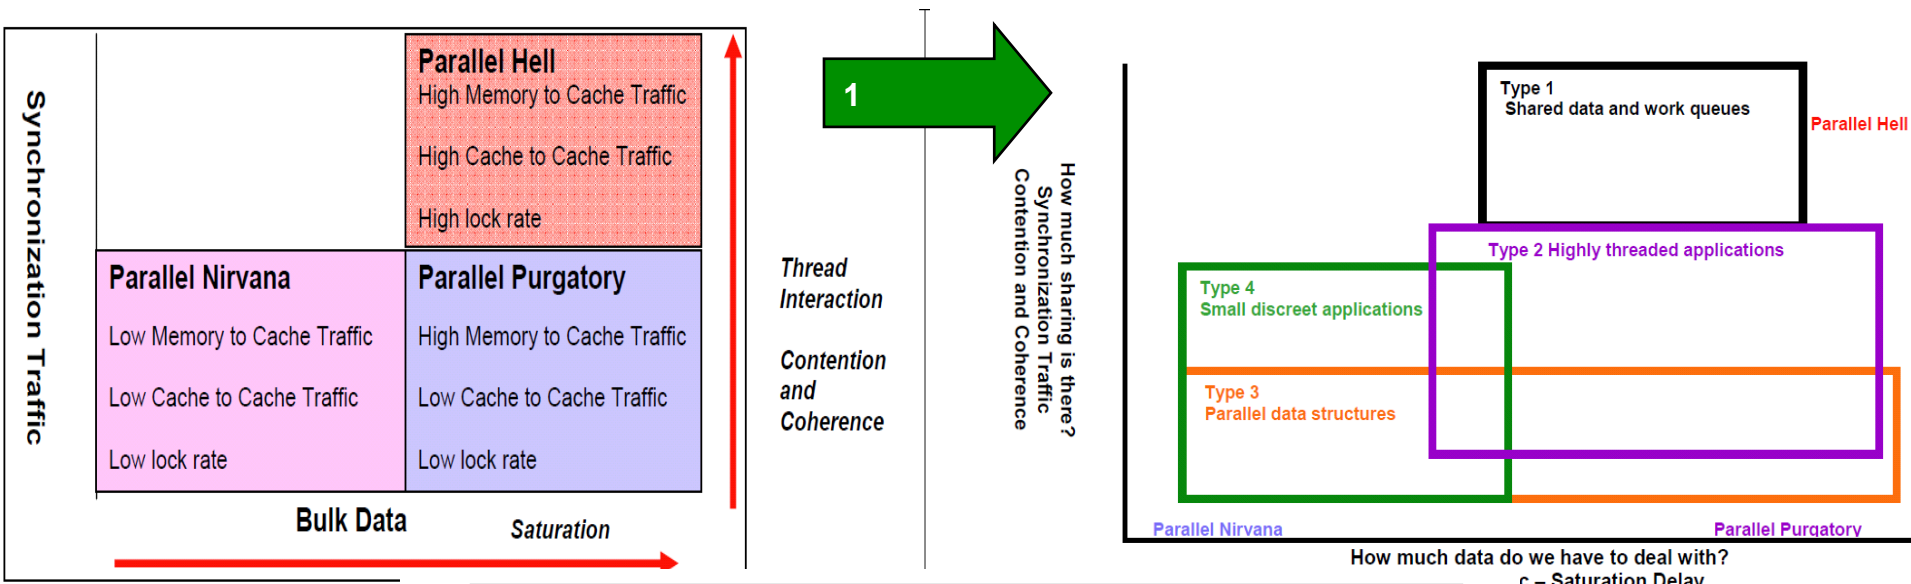 Synchronization Traffic
Parallel Hell
High Memory to Cache Traffic
High Cache to Cache Traffic
High lock rate
Parallel Nirvana
Low Memory to Cache Traffic
Low Cache to Cache Traffic
Low lock rate
Parallel Purgatory
High Memory to Cache Traffic
Low Cache to Cache Traffic
Low lock rate
Bulk Data
Saturation
Thread
Interaction
Contention
and
Coherence
1
How much sharing is there?
Synchronization Traffic
Contention and Coherence
Type 1
Shared data and work queues
Parallel Hell
Type 2 Highly threaded applications
Type 4
Small discreet applications
Type 3
Parallel data structures
Parallel Nirvana
Parallel Purgatory
How much data do we have to deal with?
c – Saturation Delay